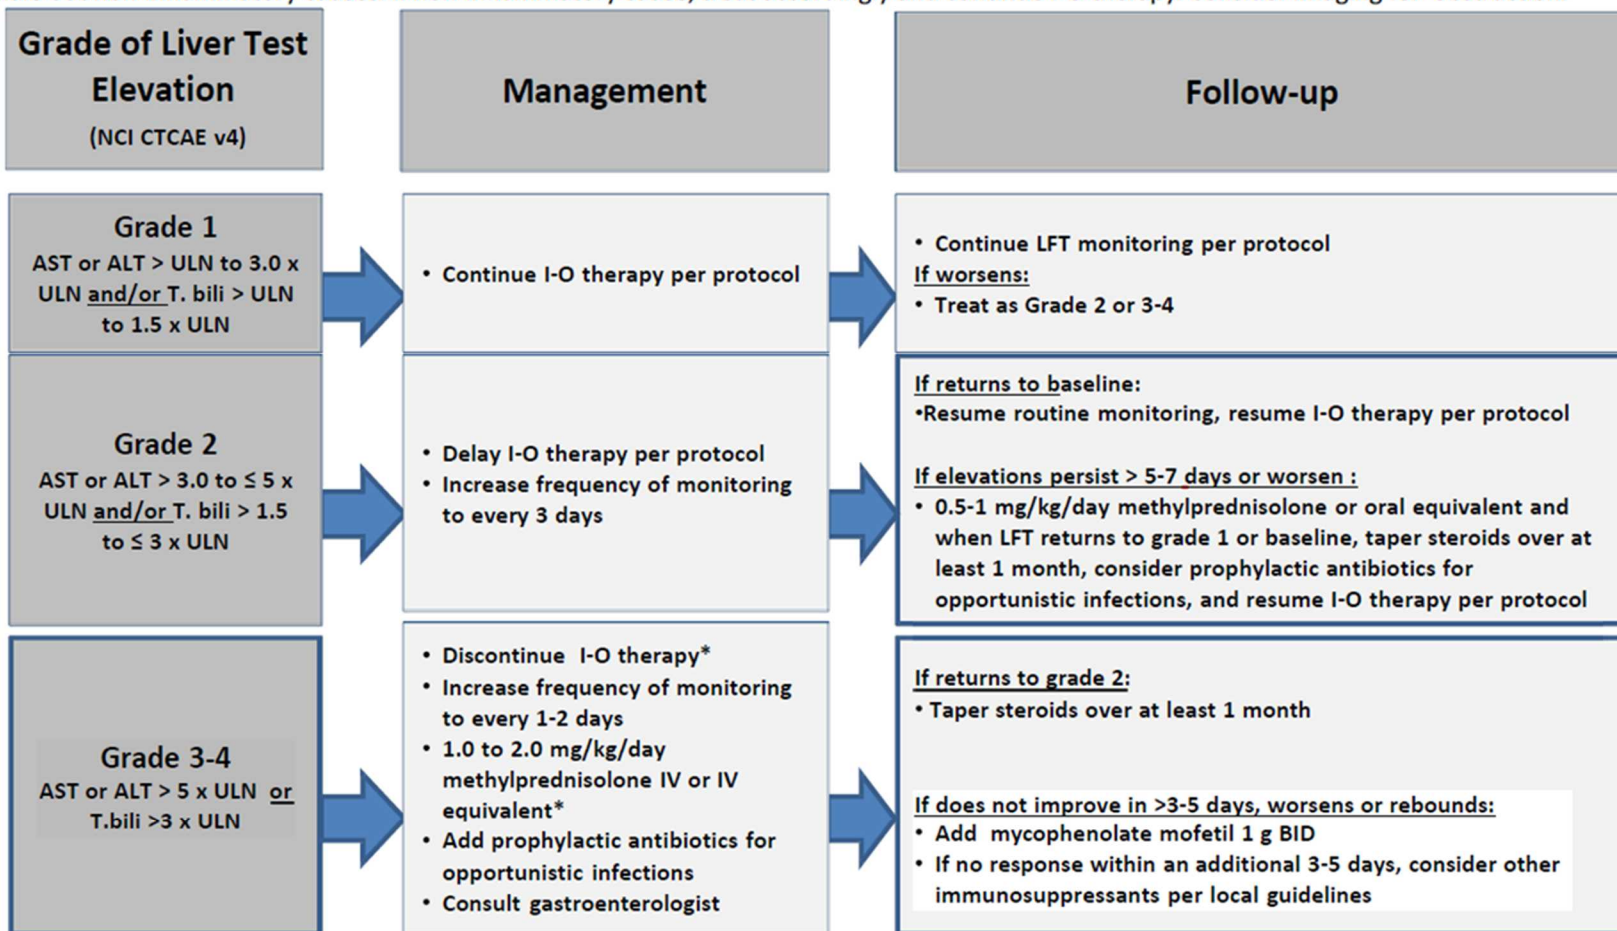 Grade of Liver Test
Elevation
(NCI CTCAE v4)
Management
Follow-up
Grade 1
AST or ALT > ULN to 3.0 x
ULN and/or T. bili > ULN
to 1.5 x ULN
• Continue I-O therapy per protocol
• Continue LFT monitoring per protocol
If worsens:
• Treat as Grade 2 or 3-4
Grade 2
AST or ALT > 3.0 to ≤ 5 x
ULN and/or T. bili > 1.5
to ≤ 3 x ULN
• Delay I-O therapy per protocol
• Increase frequency of monitoring
to every 3 days
If returns to baseline:
•Resume routine monitoring, resume I-O therapy per protocol
If elevations persist > 5-7 days or worsen :
• 0.5-1 mg/kg/day methylprednisolone or oral equivalent and
when LFT returns to grade 1 or baseline, taper steroids over at
least 1 month, consider prophylactic antibiotics for
opportunistic infections, and resume I-O therapy per protocol
Grade 3-4
AST or ALT > 5 x ULN or
T.bili >3 x ULN
• Discontinue I-O therapy*
• Increase frequency of monitoring
to every 1-2 days
• 1.0 to 2.0 mg/kg/day
methylprednisolone IV or IV
equivalent*
• Add prophylactic antibiotics for
opportunistic infections
• Consult gastroenterologist
If returns to grade 2:
• Taper steroids over at least 1 month
If does not improve in >3-5 days, worsens or rebounds:
• Add mycophenolate mofetil 1 g BID
• If no response within an additional 3-5 days, consider other
immunosuppressants per local guidelines